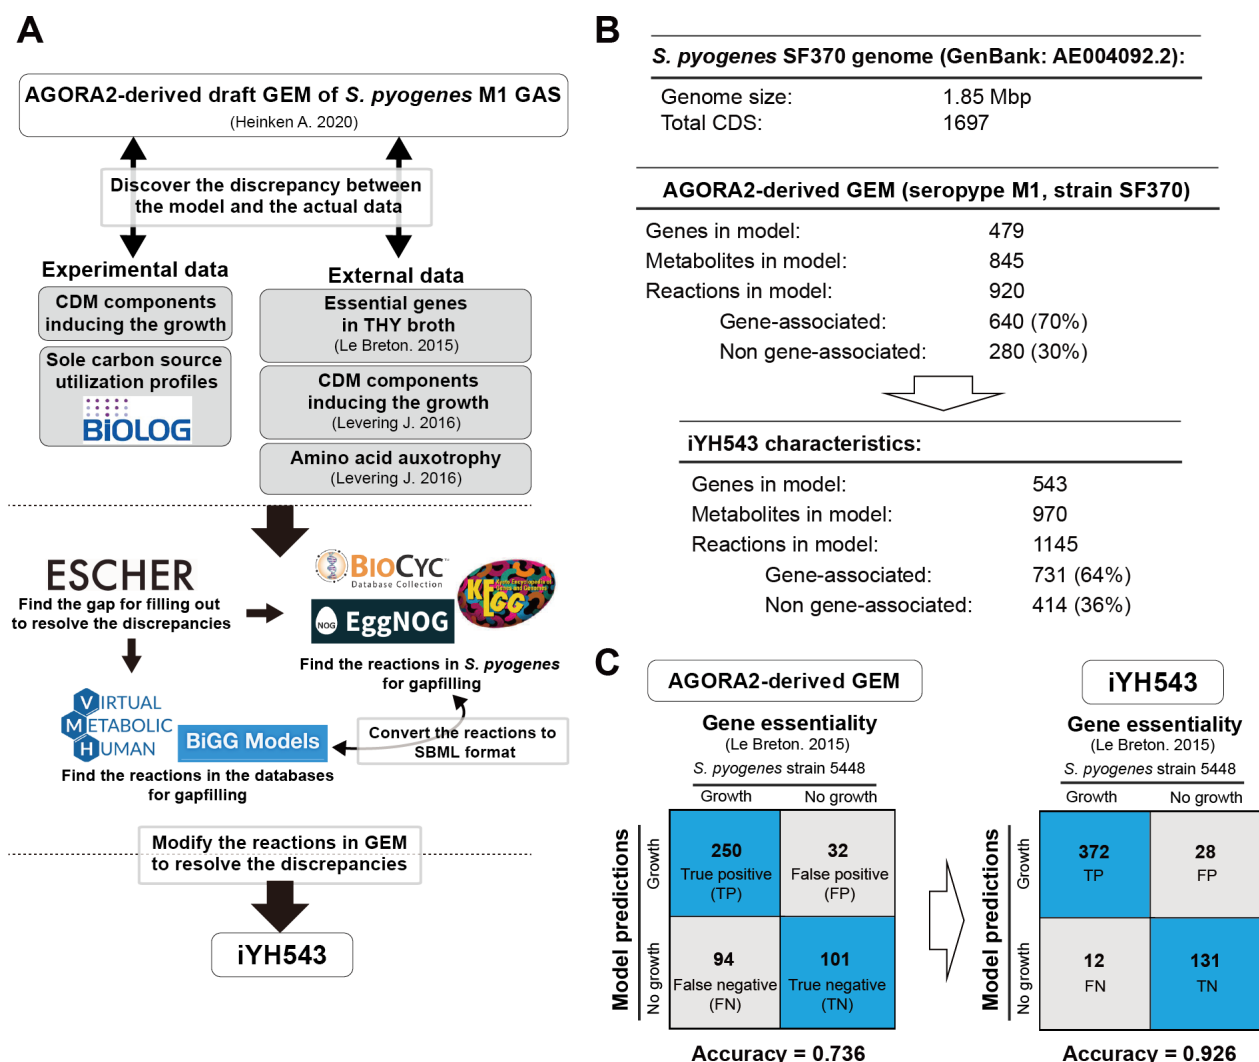 A
AGORA2-derived draft GEM of S. pyogenes M1 GAS
(Heinken A. 2020)
Discover the discrepancy between
the model and the actual data
Experimental data
CDM components
inducing the growth
Sole carbon source
utilization profiles
BiOLOG
External data
Essential genes
in THY broth
(Le Breton. 2015)
CDM components
inducing the growth
(Levering J. 2016)
Amino acid auxotrophy
(Levering J. 2016)
ESCHER
Find the gap for filling out
to resolve the discrepancies
BIOCYC
Database Collection
KEGG
NOG
EggNOG
Find the reactions in S. pyogenes
for gapfilling
VIRTUAL
METABOLIC
HUMAN
BiGG Models
Convert the reactions to
SBML format
Find the reactions in the databases
for gapfilling
Modify the reactions in GEM
to resolve the discrepancies
iYH543
B
S. pyogenes SF370 genome (GenBank: AE004092.2):
Genome size: 1.85 Mbp
Total CDS: 1697
AGORA2-derived GEM (seropype M1, strain SF370)
Genes in model: 479
Metabolites in model: 845
Reactions in model: 920
Gene-associated: 640 (70%)
Non gene-associated: 280 (30%)
iYH543 characteristics:
Genes in model: 543
Metabolites in model: 970
Reactions in model: 1145
Gene-associated: 731 (64%)
Non gene-associated: 414 (36%)
C
AGORA2-derived GEM
Gene essentiality
(Le Breton. 2015)
S. pyogenes strain 5448
Growth No growth
Model predictions
Growth
No growth
250
True positive
(TP)
32
False positive
(FP)
94
False negative
(FN)
101
True negative
(TN)
Accuracy = 0.736
iYH543
Gene essentiality
(Le Breton. 2015)
S. pyogenes strain 5448
Growth No growth
Model predictions
Growth
No growth
372
TP
28
FP
12
FN
131
TN
Accuracy = 0.926